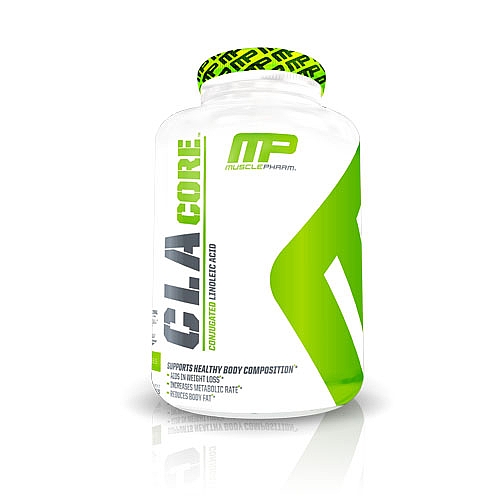 MP
MUSCLEPHARM®
CLA
CORE™
CONJUGATED LINOLEIC ACID
SUPPORTS HEALTHY BODY COMPOSITION*
• AIDS IN WEIGHT LOSS*
• INCREASES METABOLIC RATE*
• REDUCES BODY FAT*